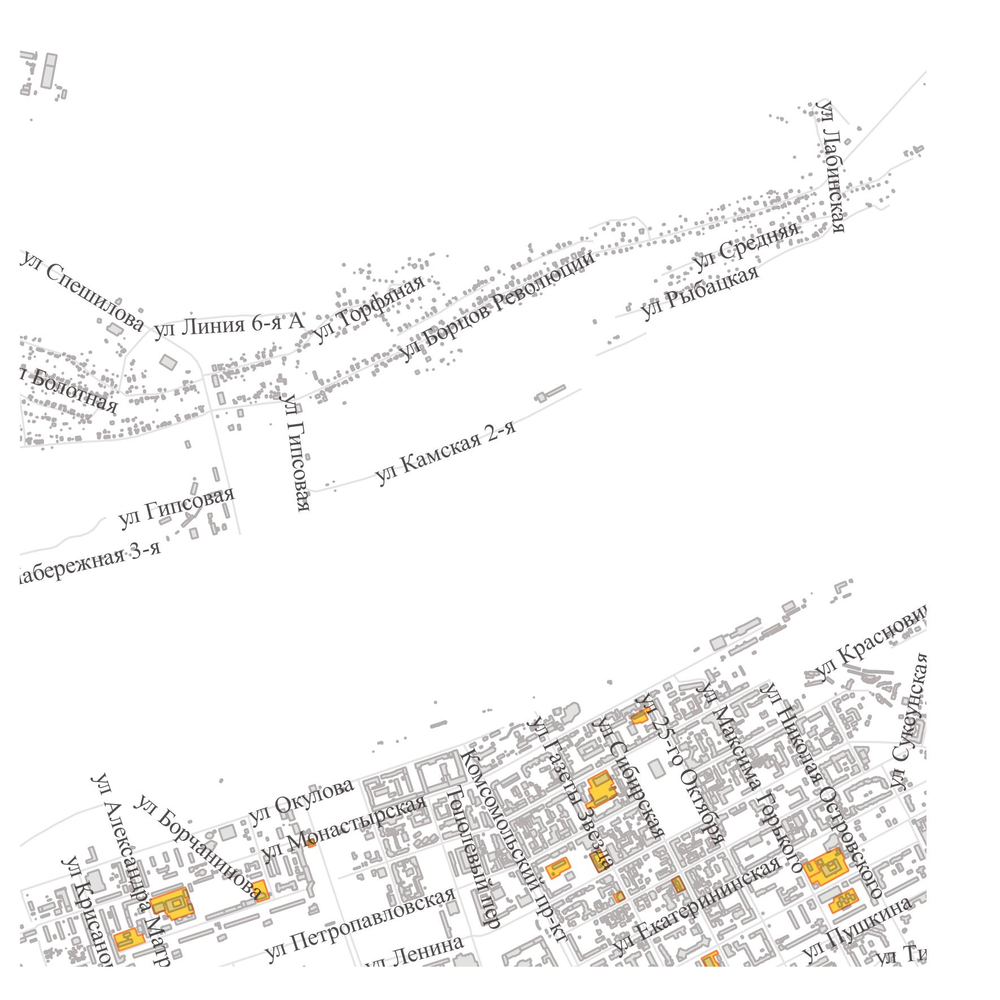 ул Лабинская
ул Средняя
ул Рыбацкая
ул Борцов Революции
ул Торфяная
ул Линия 6-я А
ул Спешилова
Болотная
ул Гипсовая
ул Камская 2-я
ул Гипсовая
абережная 3-я
ул Краснови
ул Суксунская
ул Николая Островского
ул Максима Горького
ул 25-го Октября
ул Сибирская
ул Газеты Звезда
Комсомольский пр-кт
Тополевый пер
ул Окулова
ул Монастырская
ул Борчанинова
ул Александра Матр
ул Крисано
ул Петропавловская
ул Ленина
ул Екатерининская
ул Пушкина
ул Ти